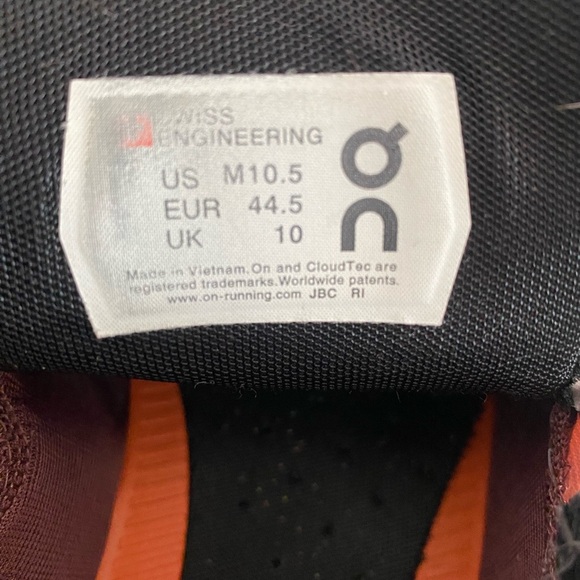 SWiSS
ENGINEERING
US M10.5
EUR 44.5
UK 10
On
Made in Vietnam.On and CloudTec are
registered trademarks.Worldwide patents.
www.on-running.com JBC RI